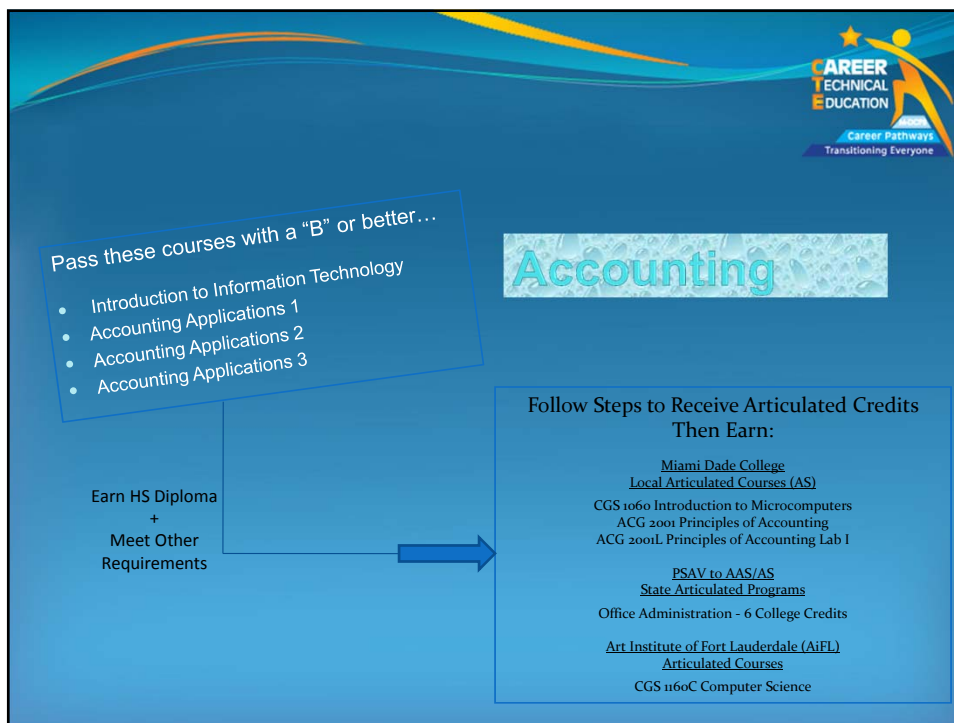 CAREER
TECHNICAL
EDUCATION
M-DCPS
Career Pathways
Transitioning Everyone
Pass these courses with a “B” or better…
• Introduction to Information Technology
• Accounting Applications 1
• Accounting Applications 2
• Accounting Applications 3
Accounting
Earn HS Diploma
+
Meet Other
Requirements
Follow Steps to Receive Articulated Credits
Then Earn:
Miami Dade College
Local Articulated Courses (AS)
CGS 1060 Introduction to Microcomputers
ACG 2001 Principles of Accounting
ACG 2001L Principles of Accounting Lab I
PSAV to AAS/AS
State Articulated Programs
Office Administration - 6 College Credits
Art Institute of Fort Lauderdale (AiFL)
Articulated Courses
CGS 1160C Computer Science